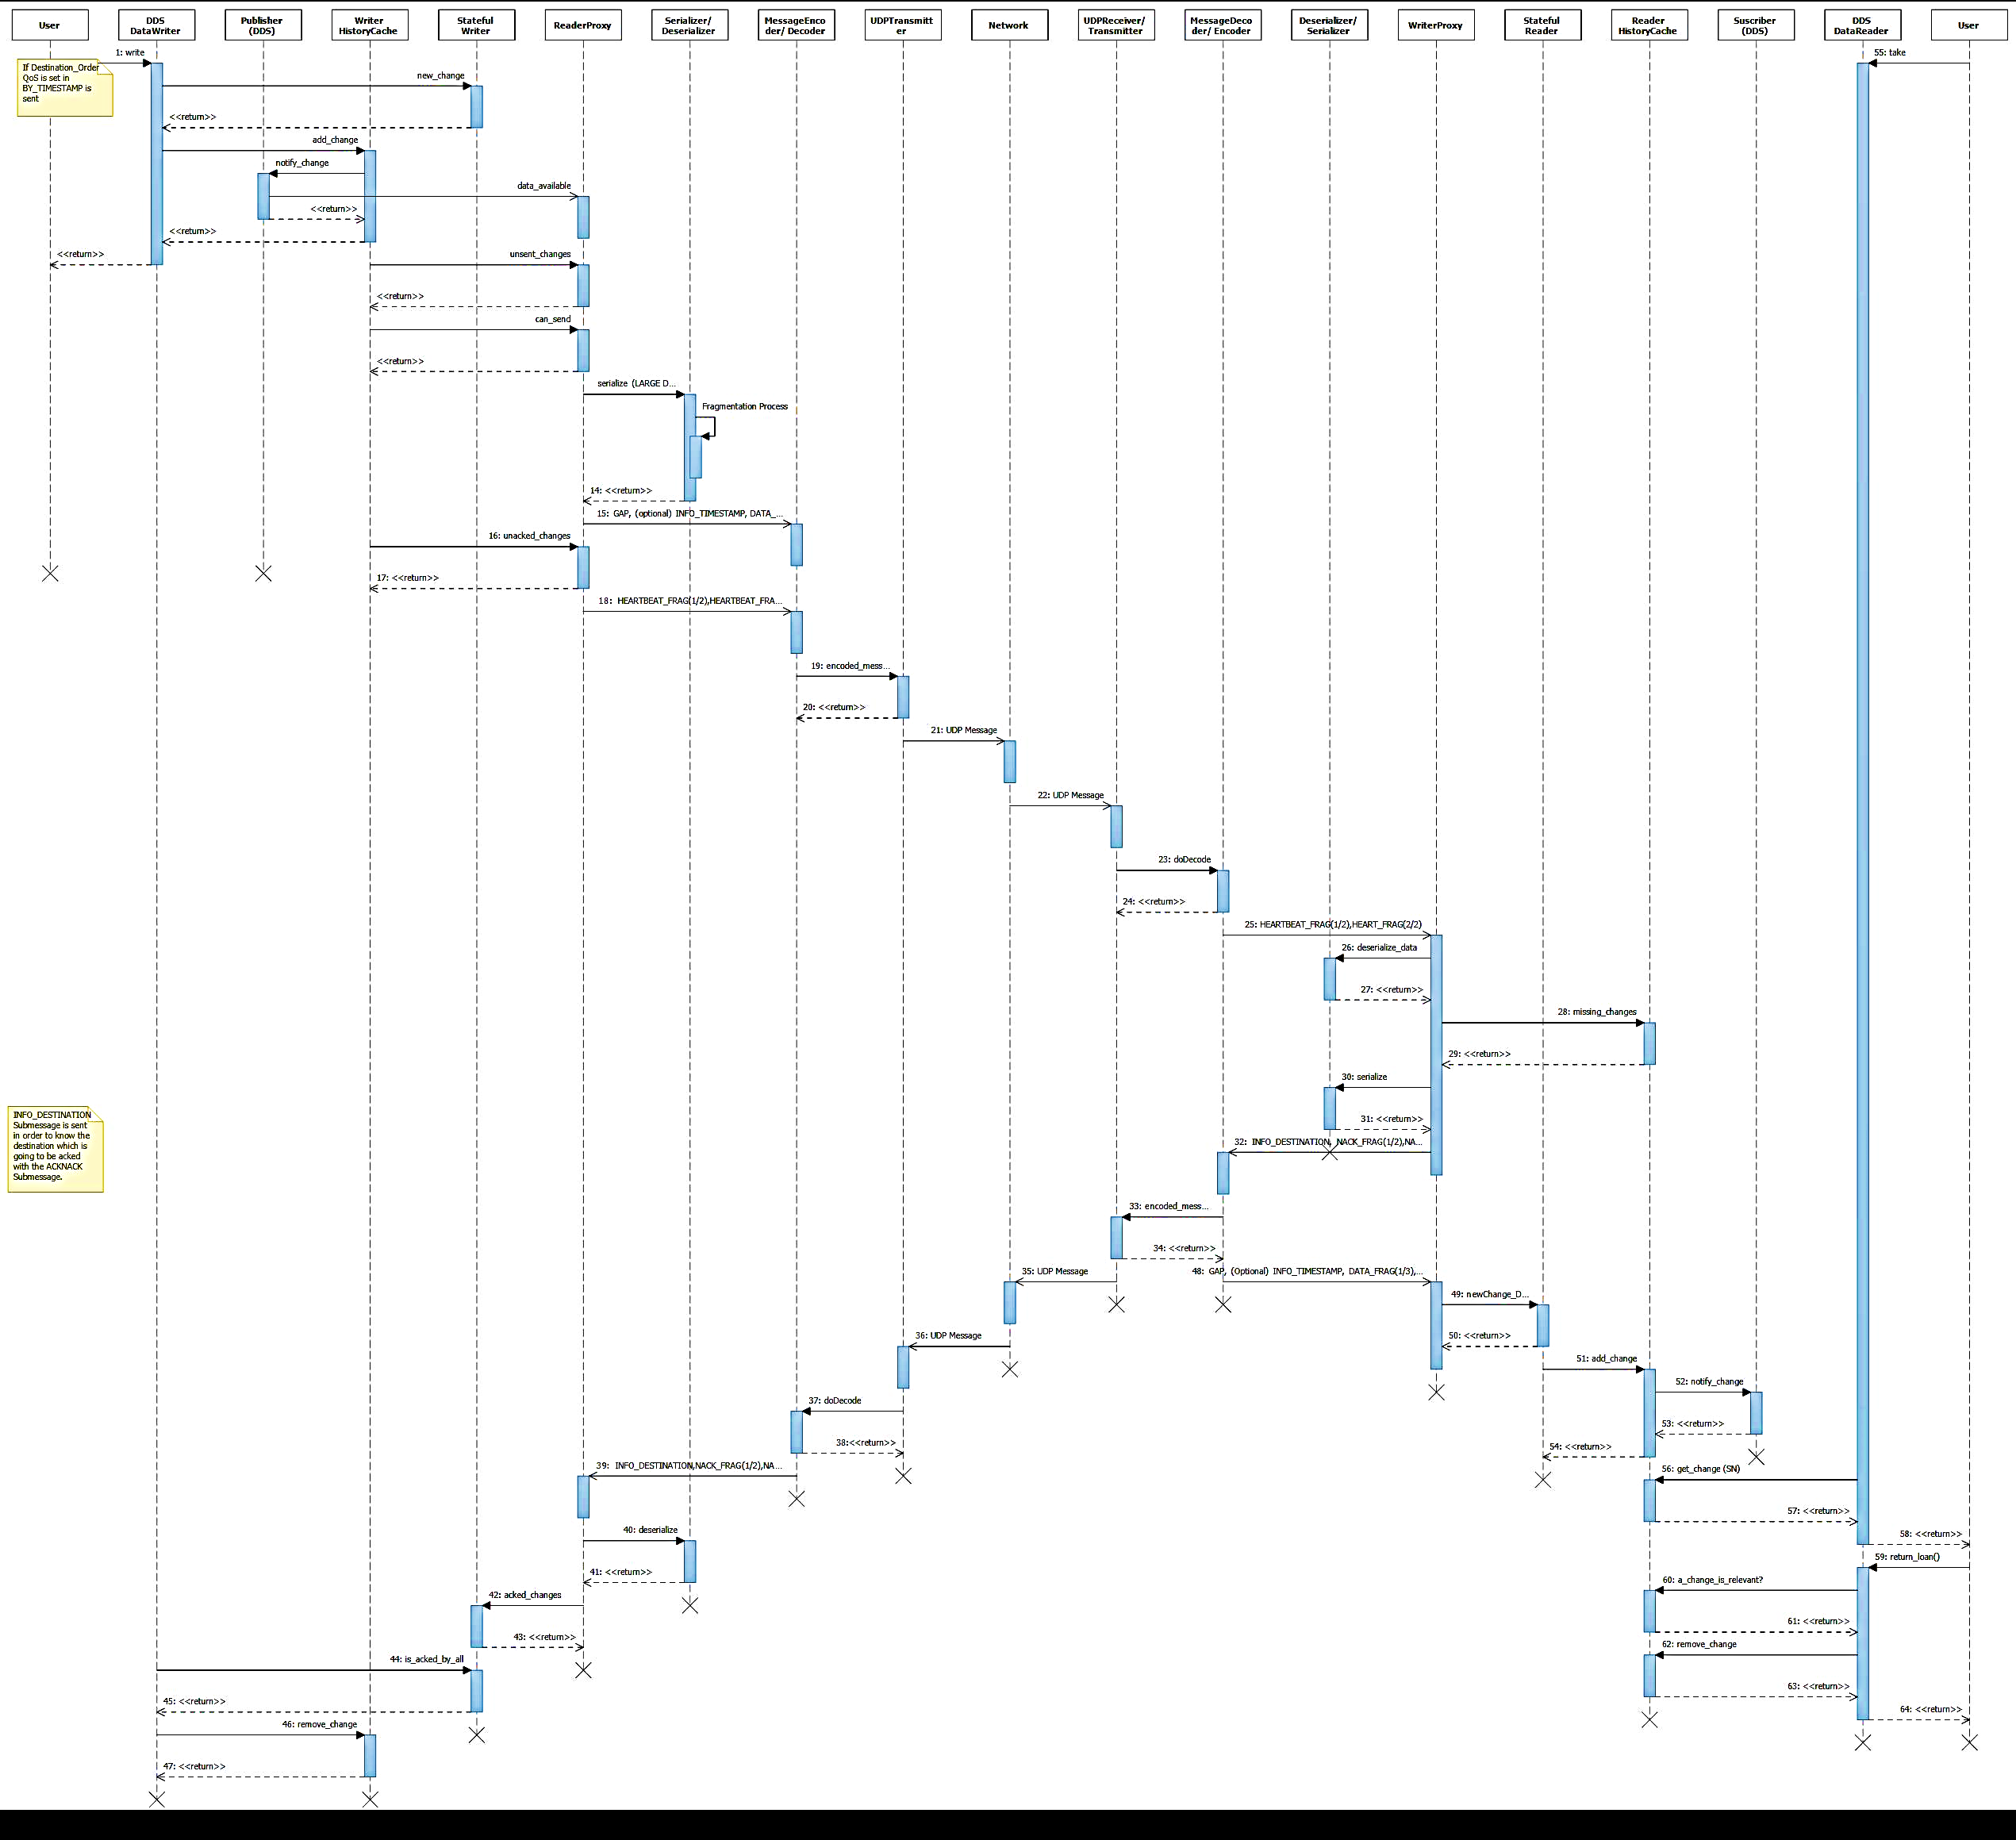 User
DDS
DataWriter
Publisher
(DDS)
Writer
HistoryCache
Stateful
Writer
ReaderProxy
Serializer/
Deserializer
MessageEnco
der/ Decoder
UDPTransmitt
er
Network
UDPReceiver/
Transmitter
MessageDeco
der/ Encoder
Deserializer/
Serializer
WriterProxy
Stateful
Reader
Reader
HistoryCache
Suscriber
(DDS)
DDS
DataReader
User
1: write
55: take
If Destination_Order
QoS is set in
BY_TIMESTAMP is
sent
new_change
<<return>>
add_change
notify_change
data_available
<<return>>
<<return>>
<<return>>
unsent_changes
<<return>>
can_send
<<return>>
serialize (LARGE D...
Fragmentation Process
14: <<return>>
15: GAP, (optional) INFO_TIMESTAMP, DATA_...
16: unacked_changes
17: <<return>>
18: HEARTBEAT_FRAG(1/2),HEARTBEAT_FRA...
19: encoded_mess...
20: <<return>>
21: UDP Message
22: UDP Message
23: doDecode
24: <<return>>
25: HEARTBEAT_FRAG(1/2),HEART_FRAG(2/2)
26: deserialize_data
27: <<return>>
28: missing_changes
29: <<return>>
30: serialize
31: <<return>>
INFO_DESTINATION
Submessage is sent
in order to know the
destination which is
going to be acked
with the ACKNACK
Submessage.
32: INFO_DESTINATION, NACK_FRAG(1/2),NA...
33: encoded_mess...
34: <<return>>
35: UDP Message
48: GAP, (Optional) INFO_TIMESTAMP, DATA_FRAG(1/3),...
49: newChange_D...
36: UDP Message
50: <<return>>
51: add_change
52: notify_change
37: doDecode
53: <<return>>
38:<<return>>
54: <<return>>
39: INFO_DESTINATION,NACK_FRAG(1/2),NA...
56: get_change (SN)
57: <<return>>
40: deserialize
58: <<return>>
59: return_loan()
41: <<return>>
60: a_change_is_relevant?
42: acked_changes
61: <<return>>
43: <<return>>
62: remove_change
44: is_acked_by_all
63: <<return>>
45: <<return>>
64: <<return>>
46: remove_change
47: <<return>>